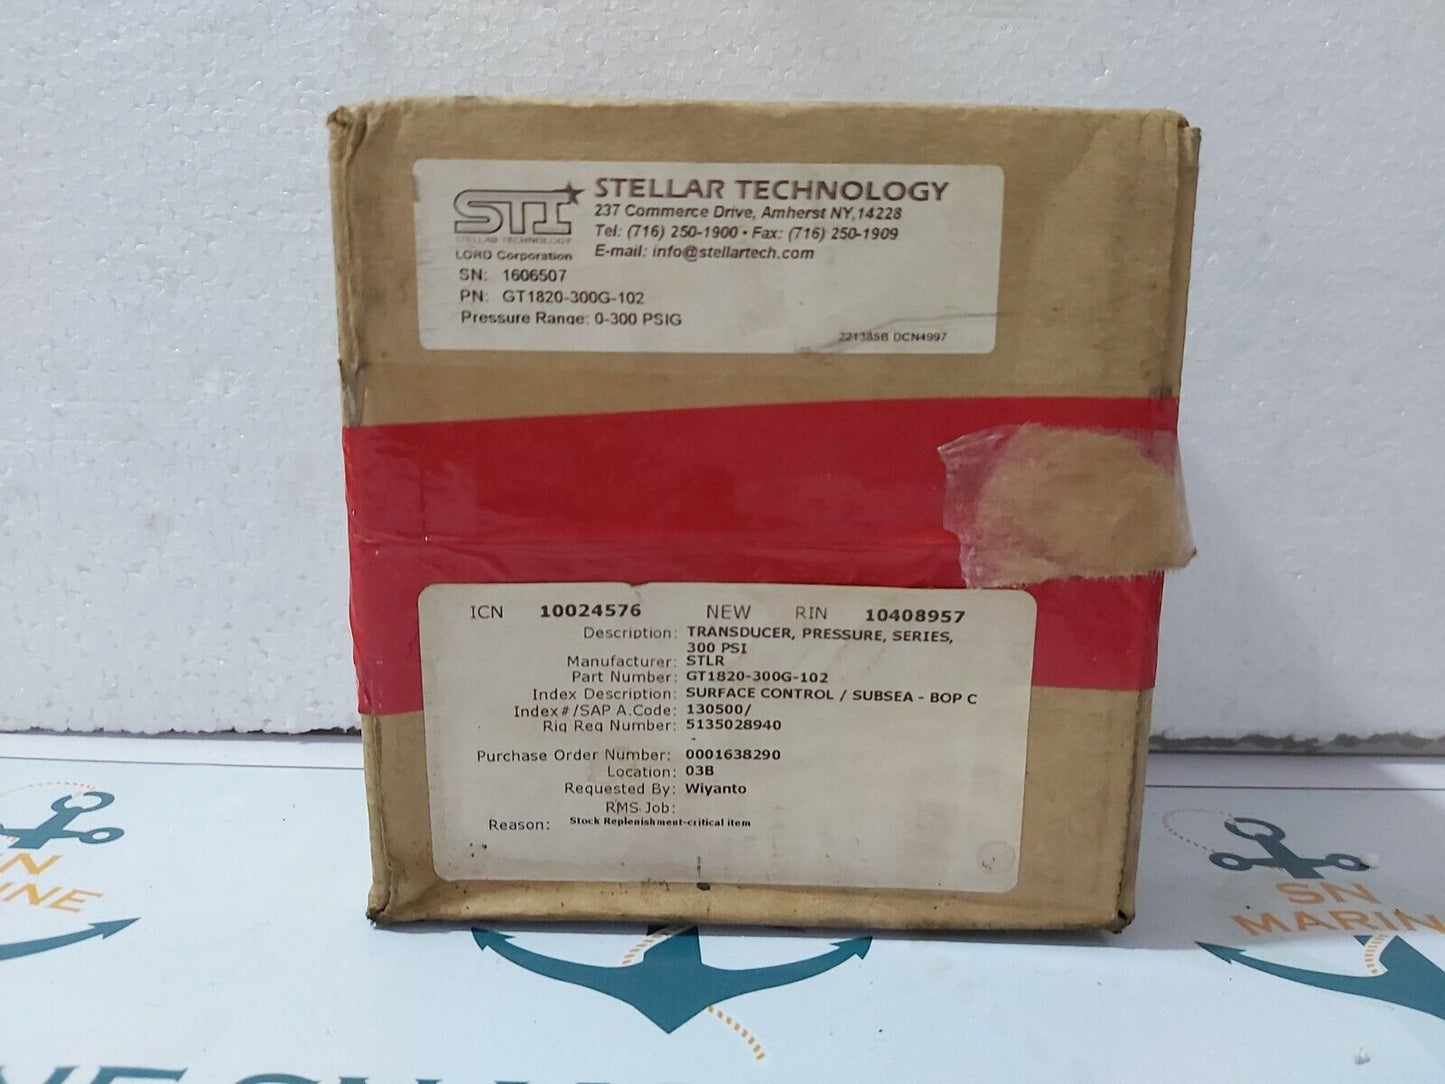 STI
STELLAR TECHNOLOGY
LORD Corporation
STELLAR TECHNOLOGY
237 Commerce Drive, Amherst NY,14228
Tel: (716) 250-1900 • Fax: (716) 250-1909
E-mail: info@stellartech.com
SN: 1606507
PN: GT1820-300G-102
Pressure Range: 0-300 PSIG
22138SB DCN4997
ICN 10024576 NEW RIN 10408957
Description: TRANSDUCER, PRESSURE, SERIES,
300 PSI
Manufacturer: STLR
Part Number: GT1820-300G-102
Index Description: SURFACE CONTROL / SUBSEA - BOP C
Index#/SAP A.Code: 130500/
Rig Req Number: 5135028940
-
Purchase Order Number: 0001638290
Location: 03B
Requested By: Wiyanto
RMS Job:
Reason: Stock Replenishment-critical item
SN
MARIN